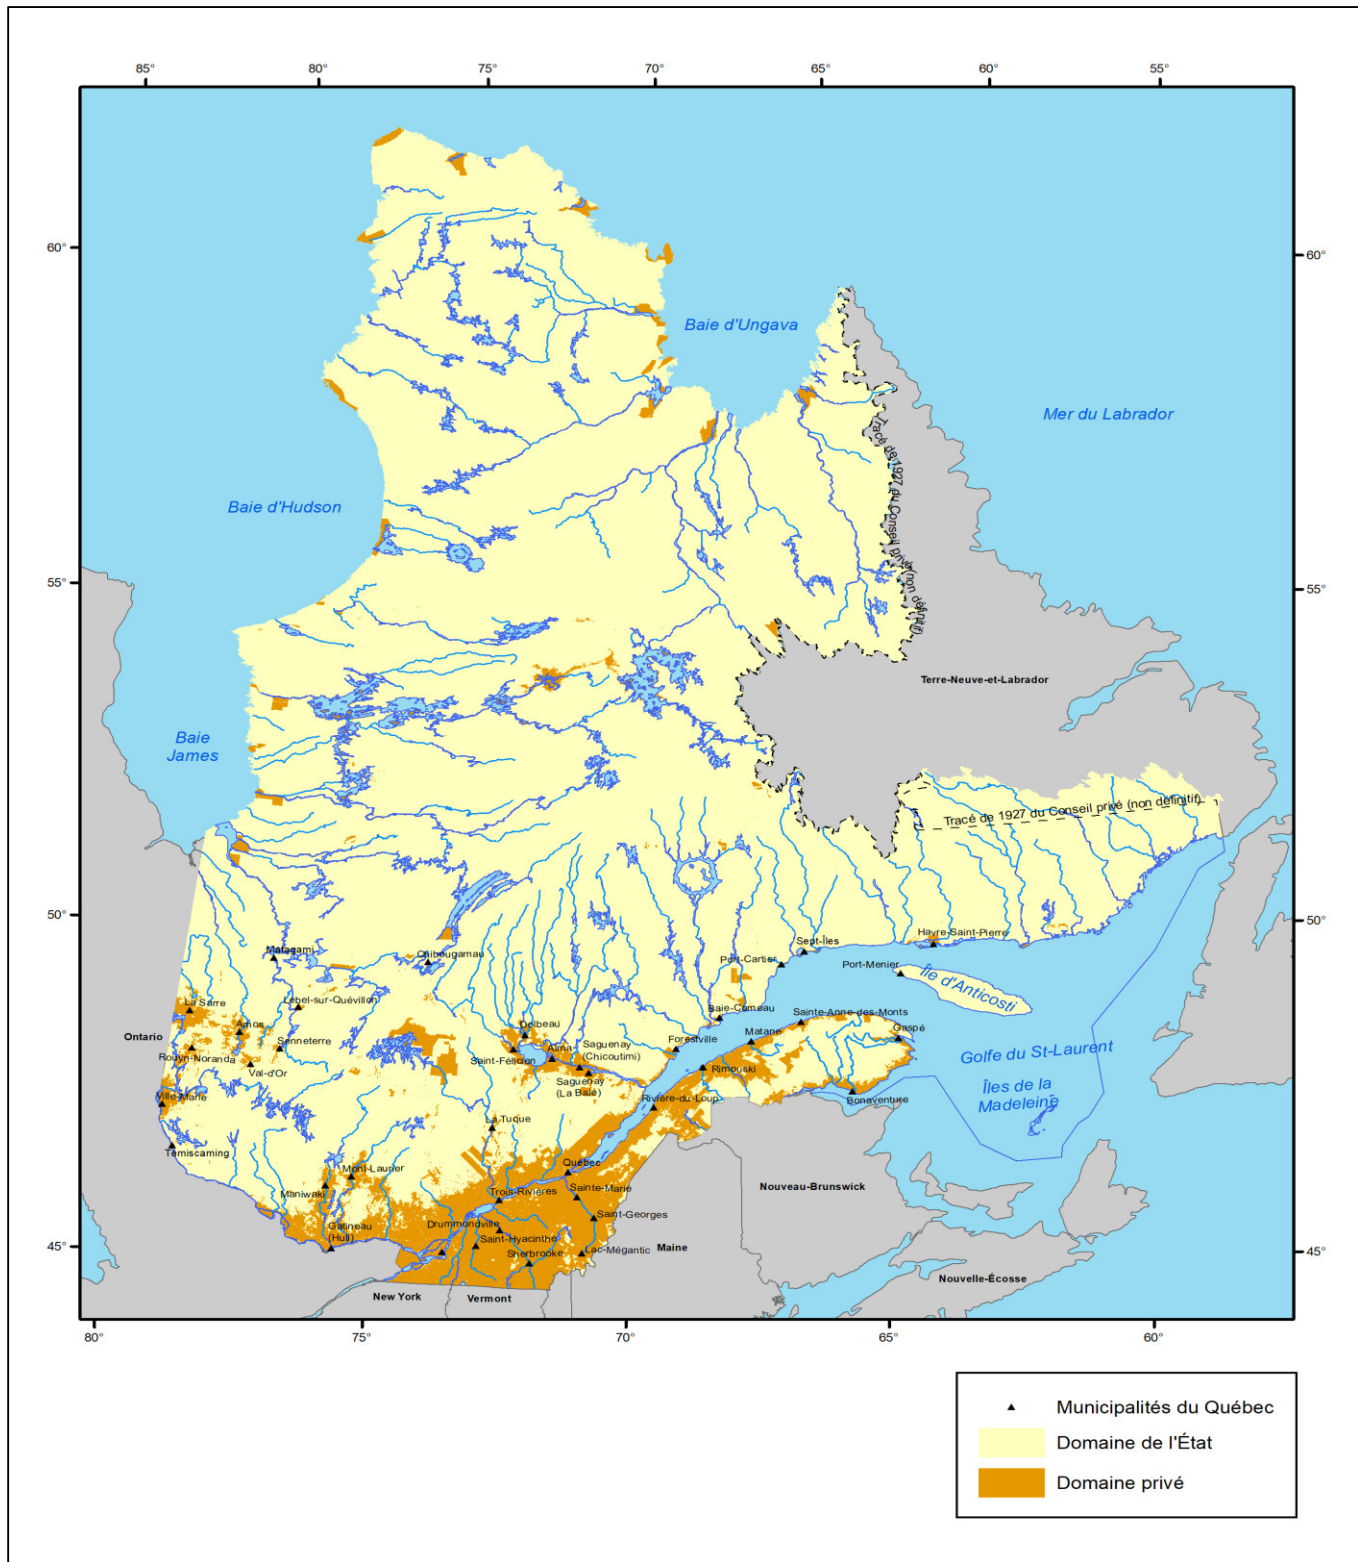 85°
80°
75°
70°
65°
60°
55°
60°
60°
Baie d'Ungava
Mer du Labrador
Tracé de 1927 du Conseil privé (non définitif)
Baie d'Hudson
55°
55°
Terre-Neuve-et-Labrador
Baie
James
Tracé de 1927 du Conseil privé (non définitif)
50°
50°
Havre-Saint-Pierre
Sept-Îles
Matagami
Chibougamau
Port-Cartier
Port-Menier
Île d'Anticosti
La Sarre
Lebel-sur-Quévillon
Baie-Comeau
Sainte-Anne-des-Monts
Amos
Dolbeau
Matane
Gaspé
Ontario
Senneterre
Alma
Saguenay
(Chicoutimi)
Forestville
Golfe du St-Laurent
Rouyn-Noranda
Val-d'Or
Saint-Félicien
Rimouski
Saguenay
(La Baie)
Îles de la
Madeleine
Ville-Marie
Rivière-du-Loup
Bonaventure
La Tuque
Témiscaming
Mont-Laurier
Québec
Maniwaki
Trois-Rivières
Sainte-Marie
Nouveau-Brunswick
Gatineau
(Hull)
Drummondville
Saint-Georges
Saint-Hyacinthe
Sherbrooke
Lac-Mégantic
Maine
45°
45°
Nouvelle-Écosse
New York
Vermont
80°
75°
70°
65°
60°
Municipalités du Québec
Domaine de l'État
Domaine privé